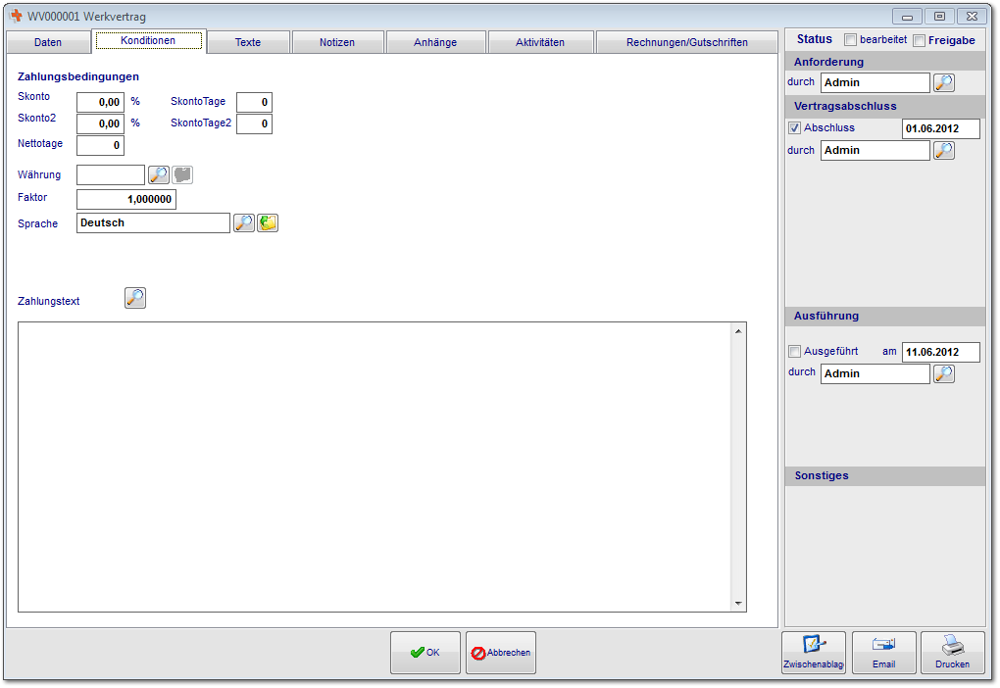 WV000001 Werkvertrag
Daten Konditionen Texte Notizen Anhänge Aktivitäten Rechnungen/Gutschriften
Zahlungsbedingungen
Skonto 0,00 % SkontoTage 0
Skonto2 0,00 % SkontoTage2 0
Nettotage 0
Währung
Faktor 1,000000
Sprache Deutsch
Zahlungstext
Status bearbeitet Freigabe
Anforderung
durch Admin
Vertragsabschluss
Abschluss 01.06.2012
durch Admin
Ausführung
Ausgeführt am 11.06.2012
durch Admin
Sonstiges
OK Abbrechen
Zwischenablag Email Drucken